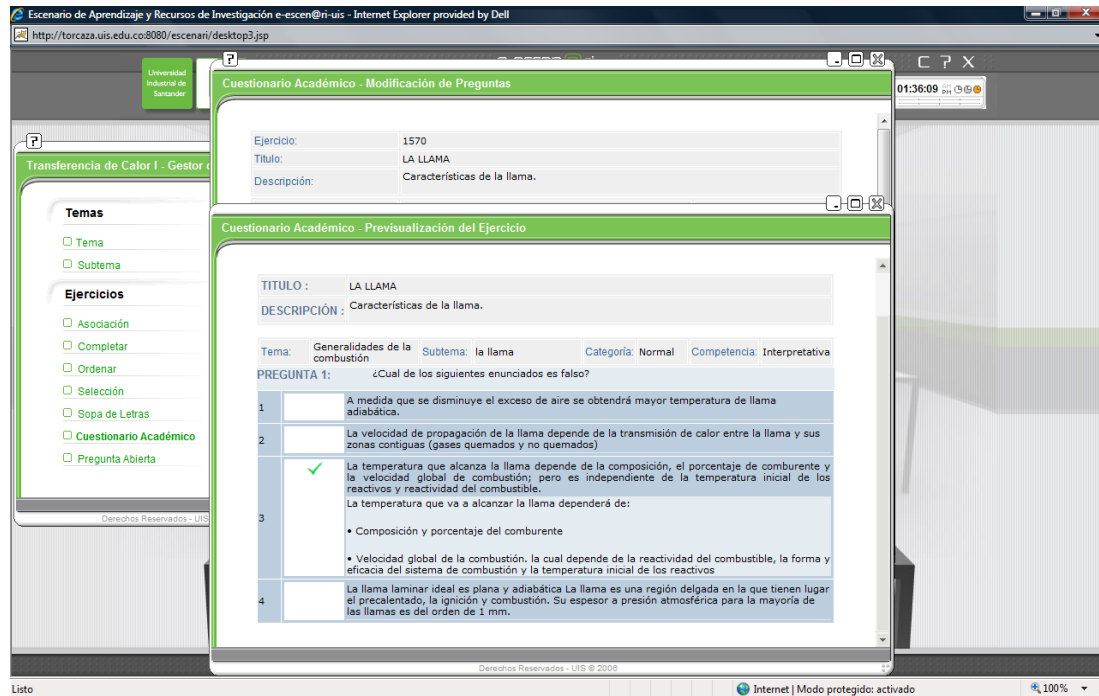 Escenario de Aprendizaje y Recursos de Investigación e-escen@ri-uis - Internet Explorer provided by Dell
http://torcaza.uis.edu.co:8080/escenari/desktop3.jsp
Universidad
Industrial de
Santander
01:36:09
Transferencia de Calor I - Gestor
Temas
Tema
Subtema
Ejercicios
Asociación
Completar
Ordenar
Selección
Sopa de Letras
Cuestionario Académico
Pregunta Abierta
Derechos Reservados - UIS
Cuestionario Académico - Modificación de Preguntas
Ejercicio: 1570
Titulo: LA LLAMA
Descripción: Características de la llama.
Cuestionario Académico - Previsualización del Ejercicio
TITULO : LA LLAMA
DESCRIPCIÓN : Características de la llama.
Tema: Generalidades de la combustión Subtema: la llama Categoría: Normal Competencia: Interpretativa
PREGUNTA 1: ¿Cual de los siguientes enunciados es falso?
1 A medida que se disminuye el exceso de aire se obtendrá mayor temperatura de llama
adiabática.
2 La velocidad de propagación de la llama depende de la transmisión de calor entre la llama y sus
zonas contiguas (gases quemados y no quemados)
3 La temperatura que alcanza la llama depende de la composición, el porcentaje de comburente y
la velocidad global de combustión; pero es independiente de la temperatura inicial de los
reactivos y reactividad del combustible.
La temperatura que va a alcanzar la llama dependerá de:
• Composición y porcentaje del comburente
• Velocidad global de la combustión. la cual depende de la reactividad del combustible, la forma y
eficacia del sistema de combustión y la temperatura inicial de los reactivos
4 La llama laminar ideal es plana y adiabática La llama es una región delgada en la que tienen lugar
el precalentado, la ignición y combustión. Su espesor a presión atmosférica para la mayoría de
las llamas es del orden de 1 mm.
Derechos Reservados - UIS © 2006
Listo
Internet | Modo protegido: activado
100%